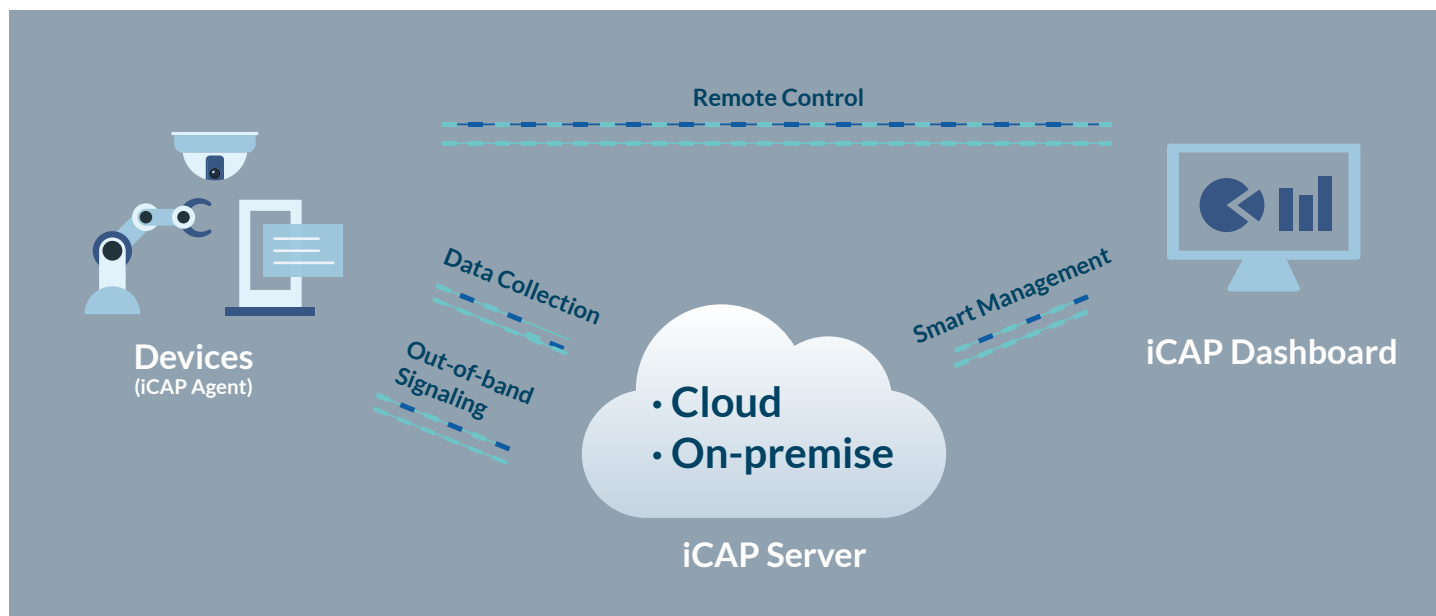 Remote Control
Data Collection
Smart Management
Out-of-band
Signaling
Devices
(iCAP Agent)
iCAP Dashboard
· Cloud
· On-premise
iCAP Server